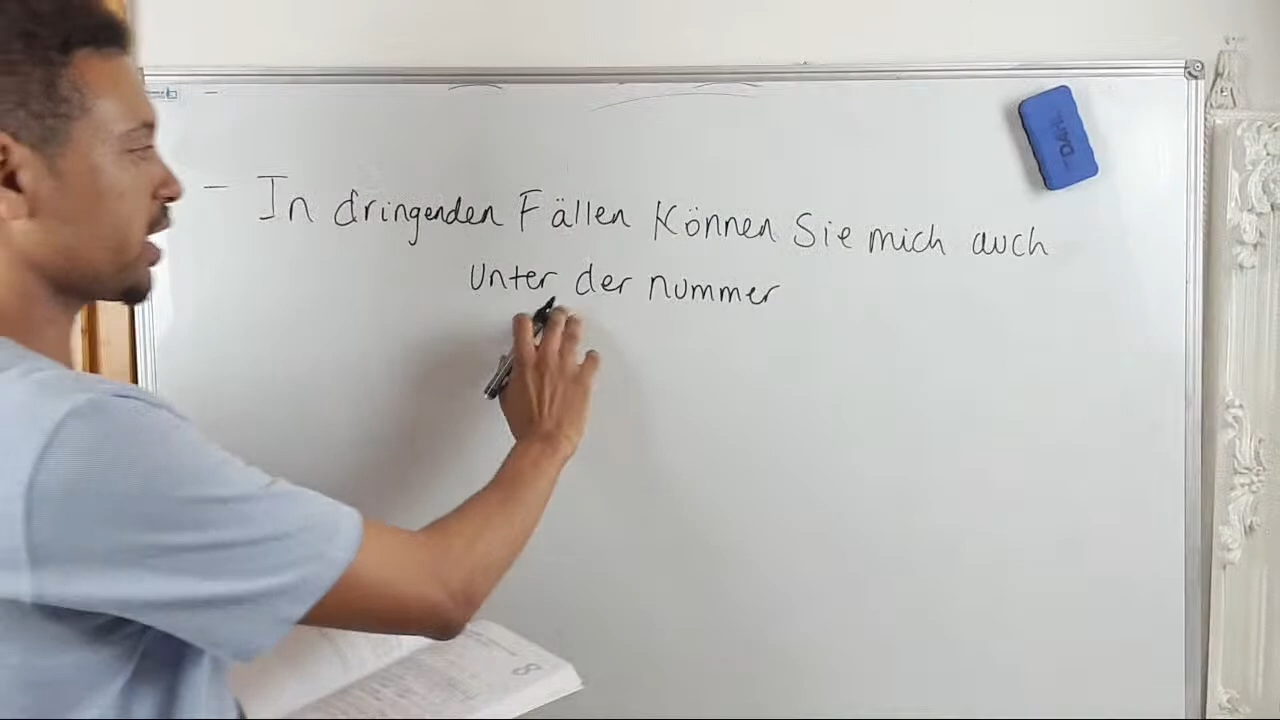 - In dringenden Fällen Können Sie mich auch
Unter der nummer